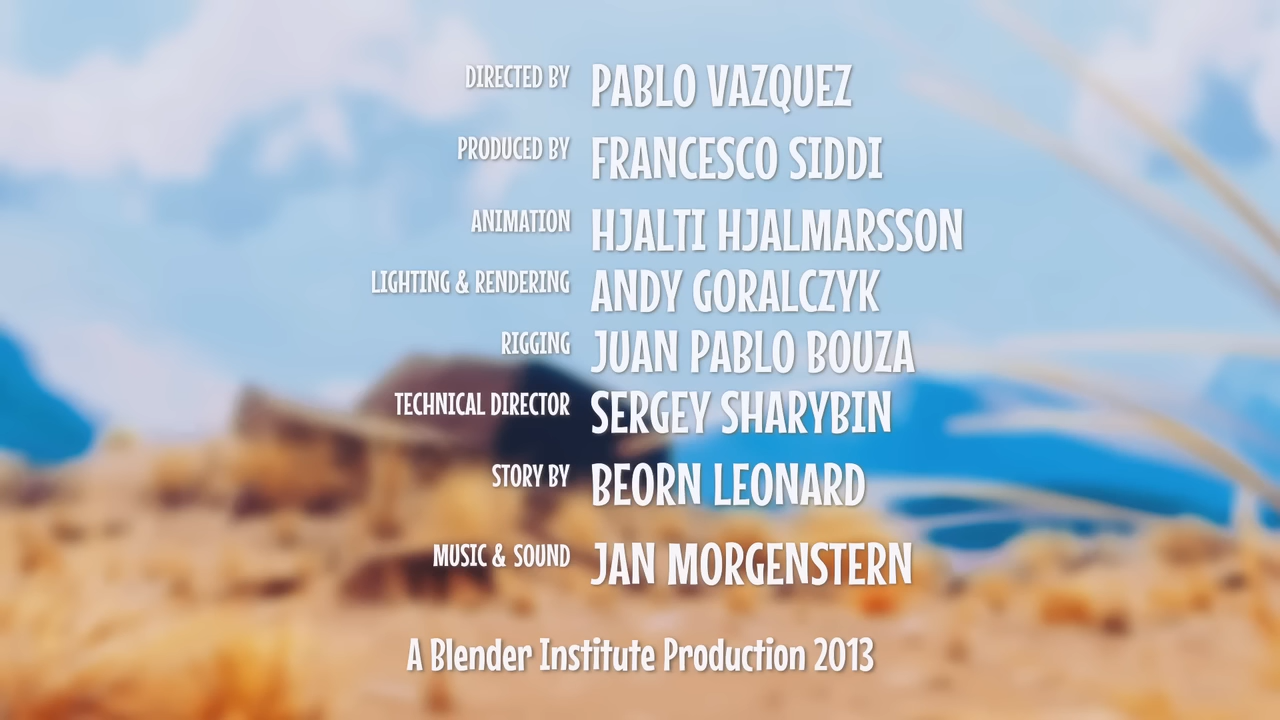 DIRECTED BY PABLO VAZQUEZ
PRODUCED BY FRANCESCO SIDDI
ANIMATION HJALTI HJALMARSSON
LIGHTING & RENDERING ANDY GORALCZYK
RIGGING JUAN PABLO BOUZA
TECHNICAL DIRECTOR SERGEY SHARYBIN
STORY BY BEORN LEONARD
MUSIC & SOUND JAN MORGENSTERN
A Blender Institute Production 2013